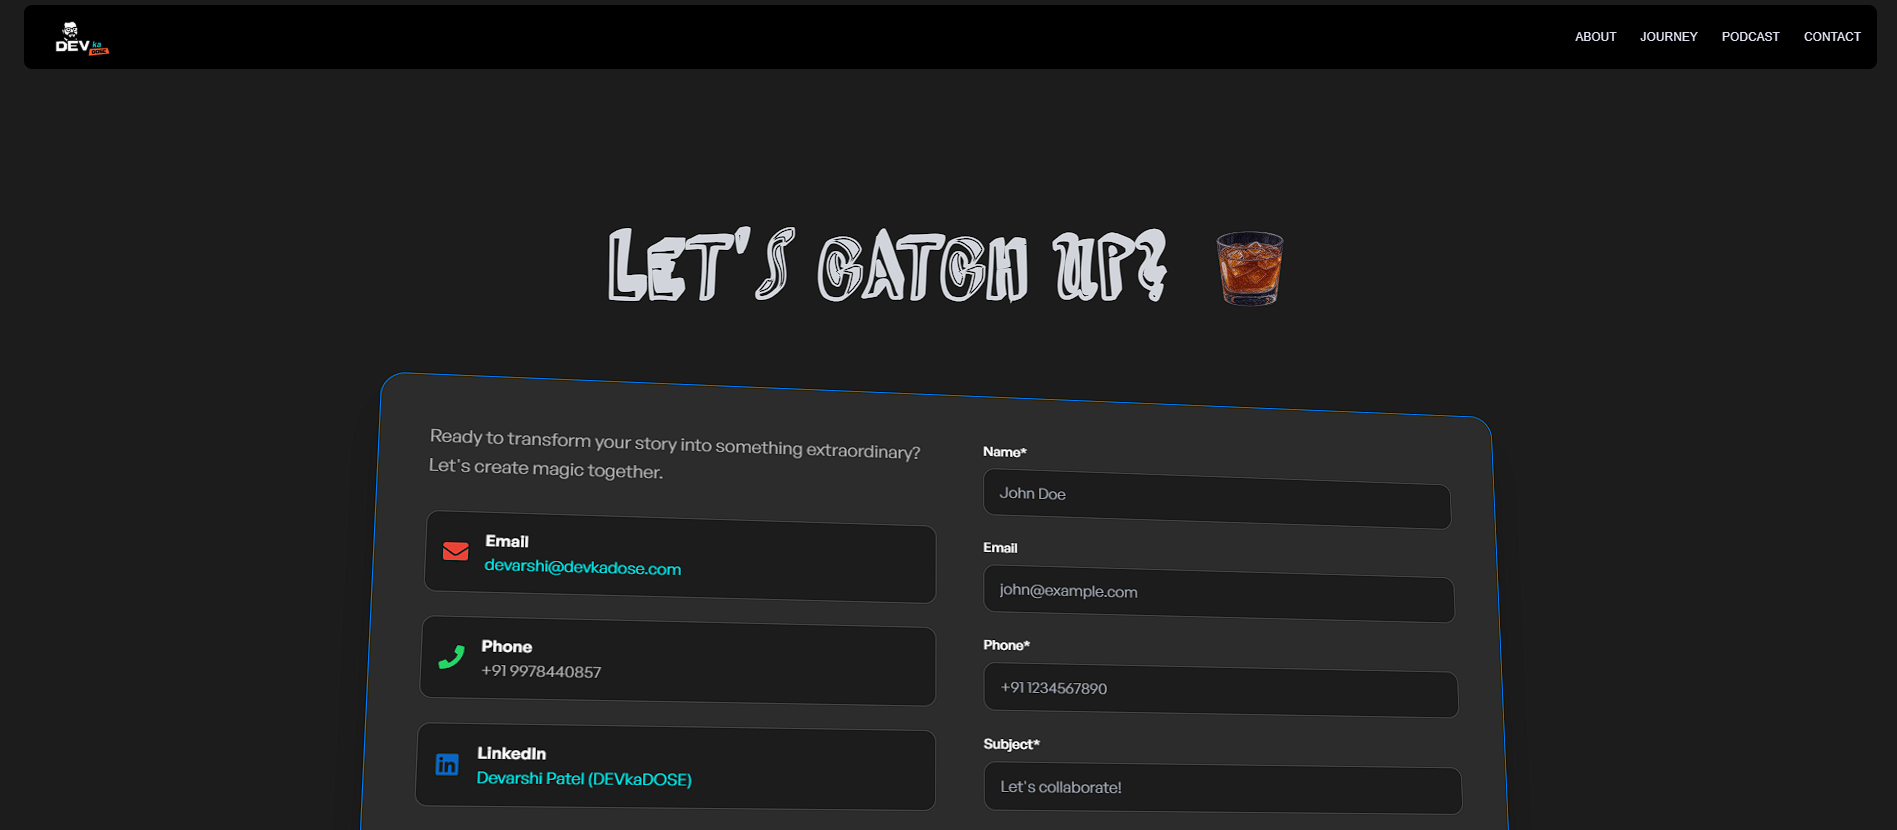 DEV ka DOSE
ABOUT JOURNEY PODCAST CONTACT
LET'S CATCH UP?
Ready to transform your story into something extraordinary?
Let's create magic together.
Email
devarshi@devkadose.com
Phone
+91 9978440857
LinkedIn
Devarshi Patel (DEVkaDOSE)
Name*
John Doe
Email
john@example.com
Phone*
+91 1234567890
Subject*
Let's collaborate!